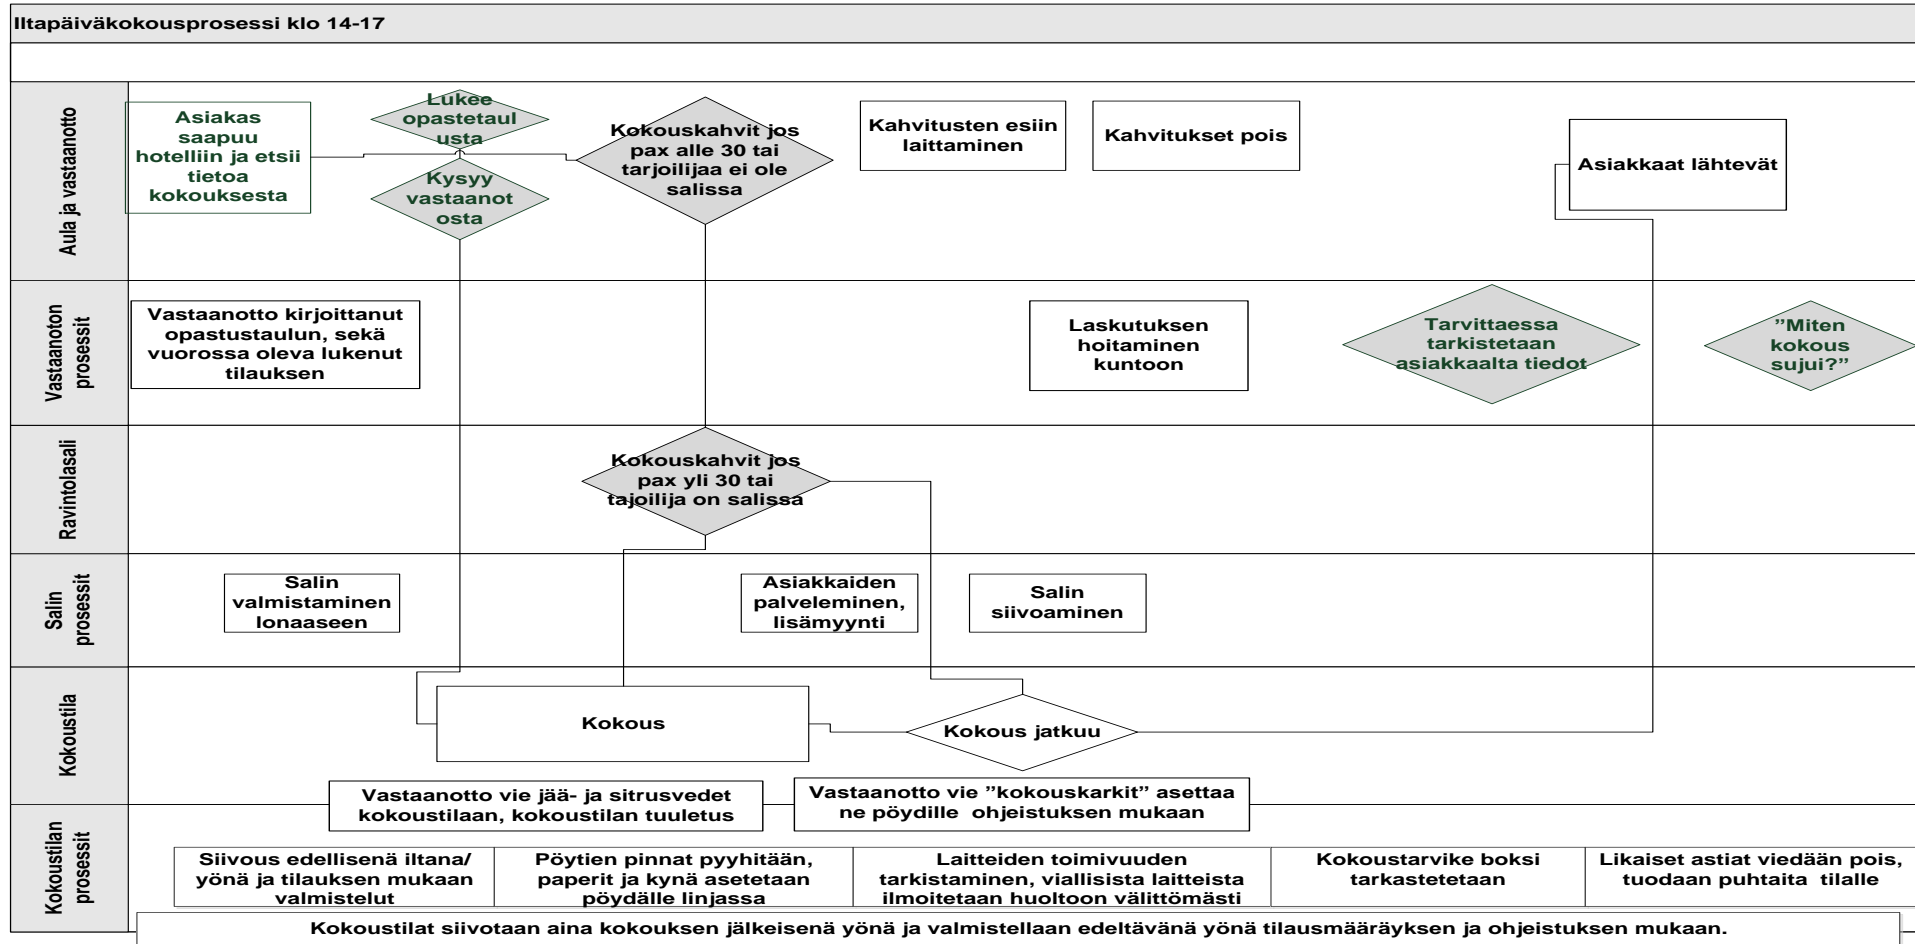 Iltapäiväkokousprosessi klo 14-17
Aula ja vastaanotto
Asiakas
saapuu
hotelliin ja etsii
tietoa
kokouksesta
Lukee
opastetaul
usta
Kysyy
vastaanot
osta
Kokouskahvit jos
pax alle 30 tai
tarjoilijaa ei ole
salissa
Kahvitusten esiin
laittaminen
Kahvitukset pois
Asiakkaat lähtevät
Vastaanoton
prosessit
Vastaanotto kirjoittanut
opastustaulun, sekä
vuorossa oleva lukenut
tilauksen
Laskutuksen
hoitaminen
kuntoon
Tarvittaessa
tarkistetaan
asiakkaalta tiedot
”Miten
kokous
sujui?”
Ravintolasali
Kokouskahvit jos
pax yli 30 tai
tajoilija on salissa
Salin
prosessit
Salin
valmistaminen
lonaaseen
Asiakkaiden
palveleminen,
lisämyynti
Salin
siivoaminen
Kokoustila
Kokous
Kokous jatkuu
Vastaanotto vie jää- ja sitrusvedet
kokoustilaan, kokoustilan tuuletus
Vastaanotto vie ”kokouskarkit” asettaa
ne pöydille ohjeistuksen mukaan
Kokoustilan
prosessit
Siivous edellisenä iltana/
yönä ja tilauksen mukaan
valmistelut
Pöytien pinnat pyyhitään,
paperit ja kynä asetetaan
pöydälle linjassa
Laitteiden toimivuuden
tarkistaminen, viallisista laitteista
ilmoitetaan huoltoon välittömästi
Kokoustarvike boksi
tarkastetetaan
Likaiset astiat viedään pois,
tuodaan puhtaita tilalle
Kokoustilat siivotaan aina kokouksen jälkeisenä yönä ja valmistellaan edeltävänä yönä tilausmääräyksen ja ohjeistuksen mukaan.